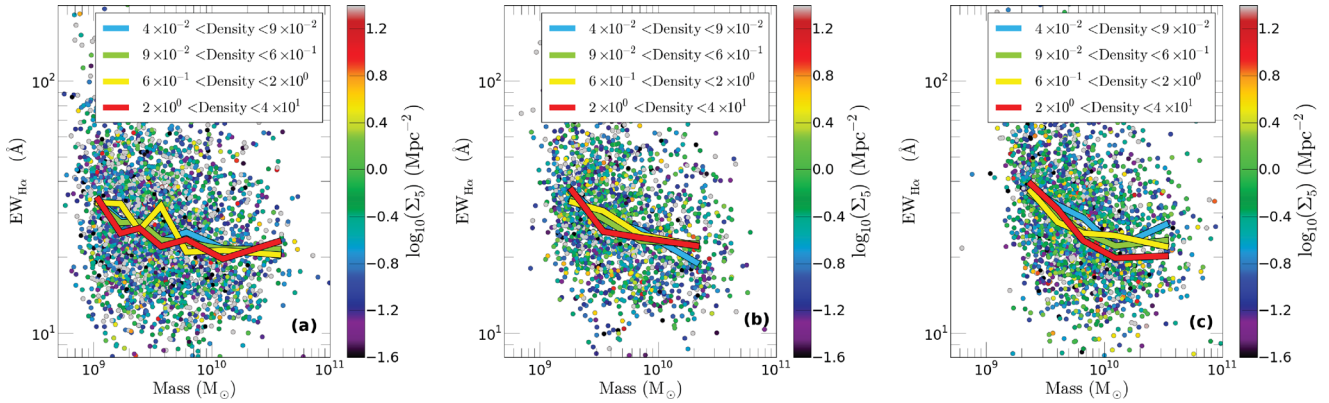 4×10⁻² <Density <9×10⁻²
9×10⁻² <Density <6×10⁻¹
6×10⁻¹ <Density <2×10⁰
2×10⁰ <Density <4×10¹
10²
10¹
EW_Hα (Å)
(a)
10⁹
10¹⁰
10¹¹
Mass (M⊙)
1.2
0.8
0.4
0.0
−0.4
−0.8
−1.2
−1.6
log₁₀(Σ₅) (Mpc⁻²)
4×10⁻² <Density <9×10⁻²
9×10⁻² <Density <6×10⁻¹
6×10⁻¹ <Density <2×10⁰
2×10⁰ <Density <4×10¹
10²
10¹
EW_Hα (Å)
(b)
10⁹
10¹⁰
10¹¹
Mass (M⊙)
1.2
0.8
0.4
0.0
−0.4
−0.8
−1.2
−1.6
log₁₀(Σ₅) (Mpc⁻²)
4×10⁻² <Density <9×10⁻²
9×10⁻² <Density <6×10⁻¹
6×10⁻¹ <Density <2×10⁰
2×10⁰ <Density <4×10¹
10²
10¹
EW_Hα (Å)
(c)
10⁹
10¹⁰
10¹¹
Mass (M⊙)
1.2
0.8
0.4
0.0
−0.4
−0.8
−1.2
−1.6
log₁₀(Σ₅) (Mpc⁻²)